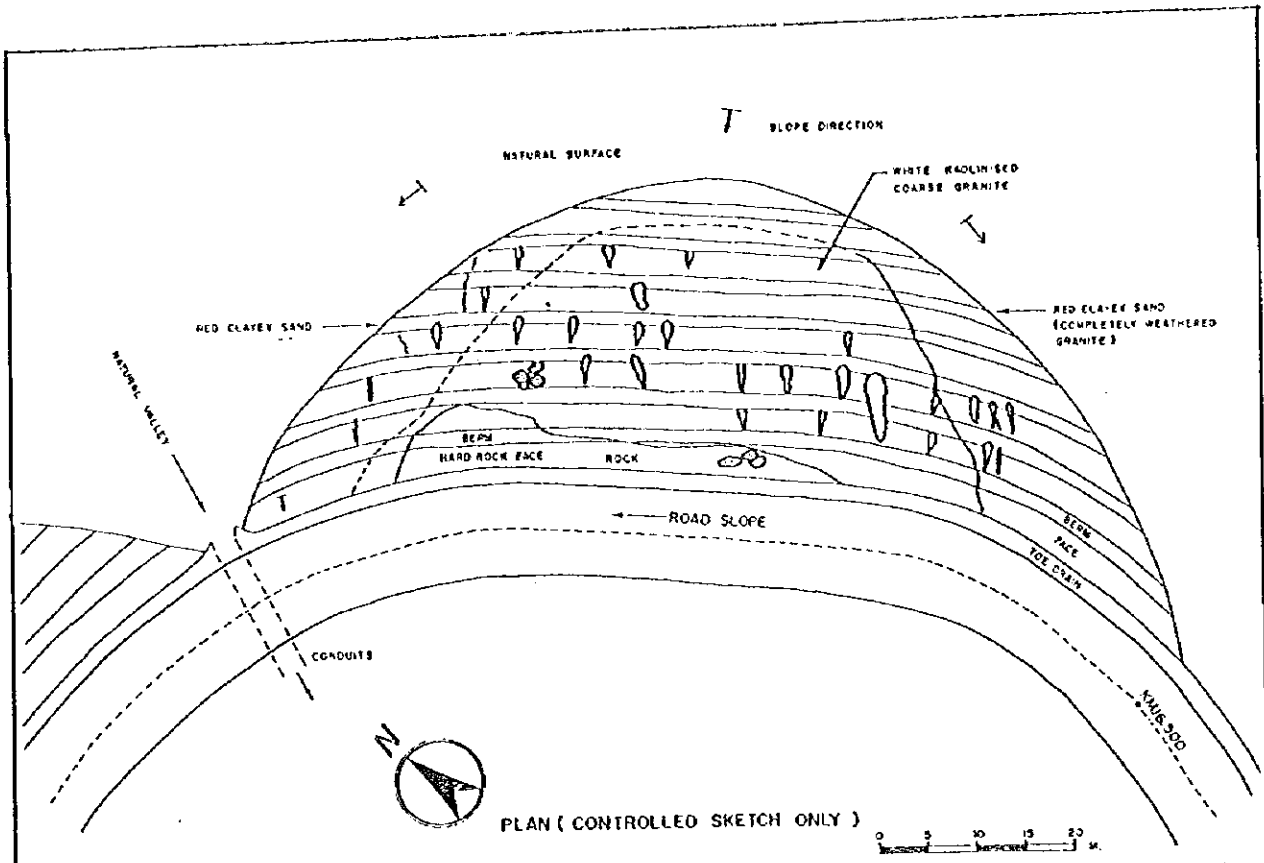 SLOPE DIRECTION
NATURAL SURFACE
WHITE KAOLINISED
COARSE GRANITE
RED CLAYEY SAND
RED CLAYEY SAND
(COMPLETELY WEATHERED
GRANITE)
NATURAL VALLEY
BERM
HARD ROCK FACE
ROCK
ROAD SLOPE
BERM
FACE
TOE DRAIN
CONDUITS
KM16.900
N
PLAN ( CONTROLLED SKETCH ONLY )
0 5 10 15 20 M.